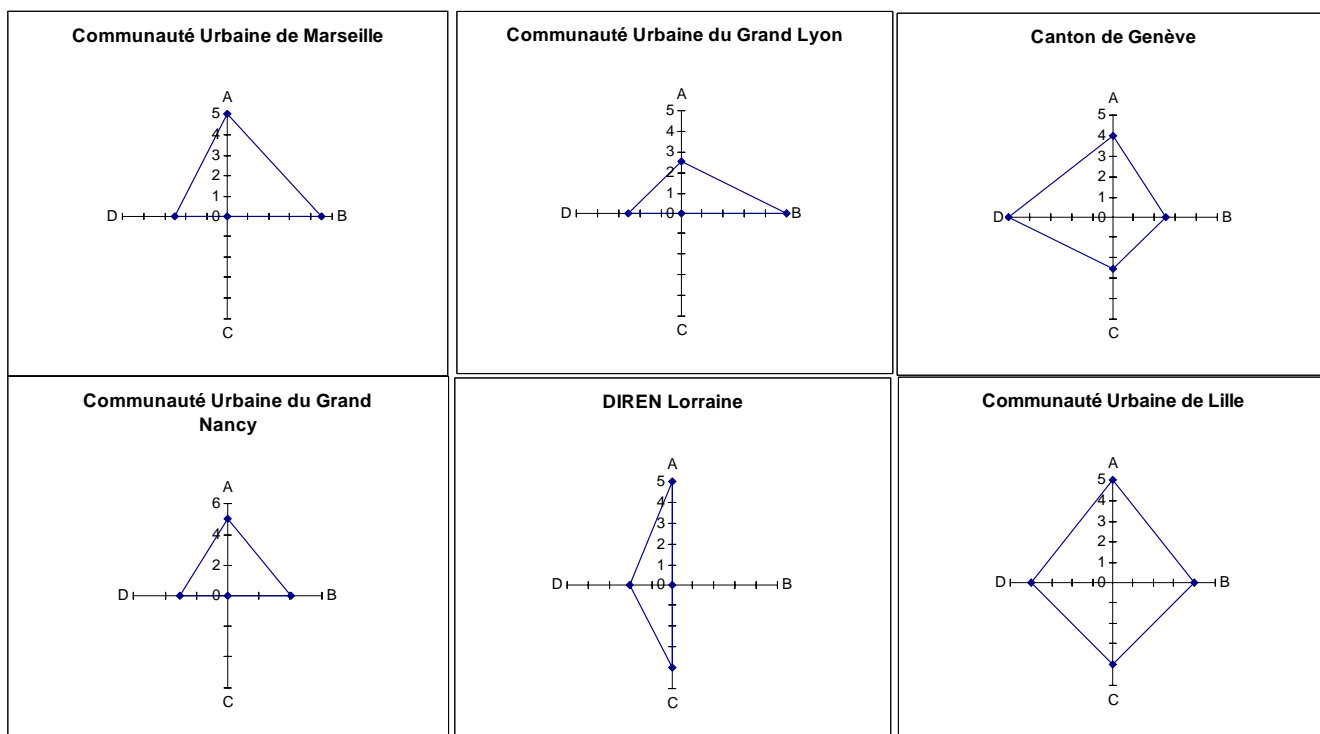 Communauté Urbaine de Marseille
A
5
4
3
2
1
0
D
B
C
Communauté Urbaine du Grand Lyon
A
5
4
3
2
1
0
D
B
C
Canton de Genève
A
5
4
3
2
1
0
D
B
C
Communauté Urbaine du Grand
Nancy
A
6
4
2
0
D
B
C
DIREN Lorraine
A
5
4
3
2
1
0
D
B
C
Communauté Urbaine de Lille
A
5
4
3
2
1
0
D
B
C